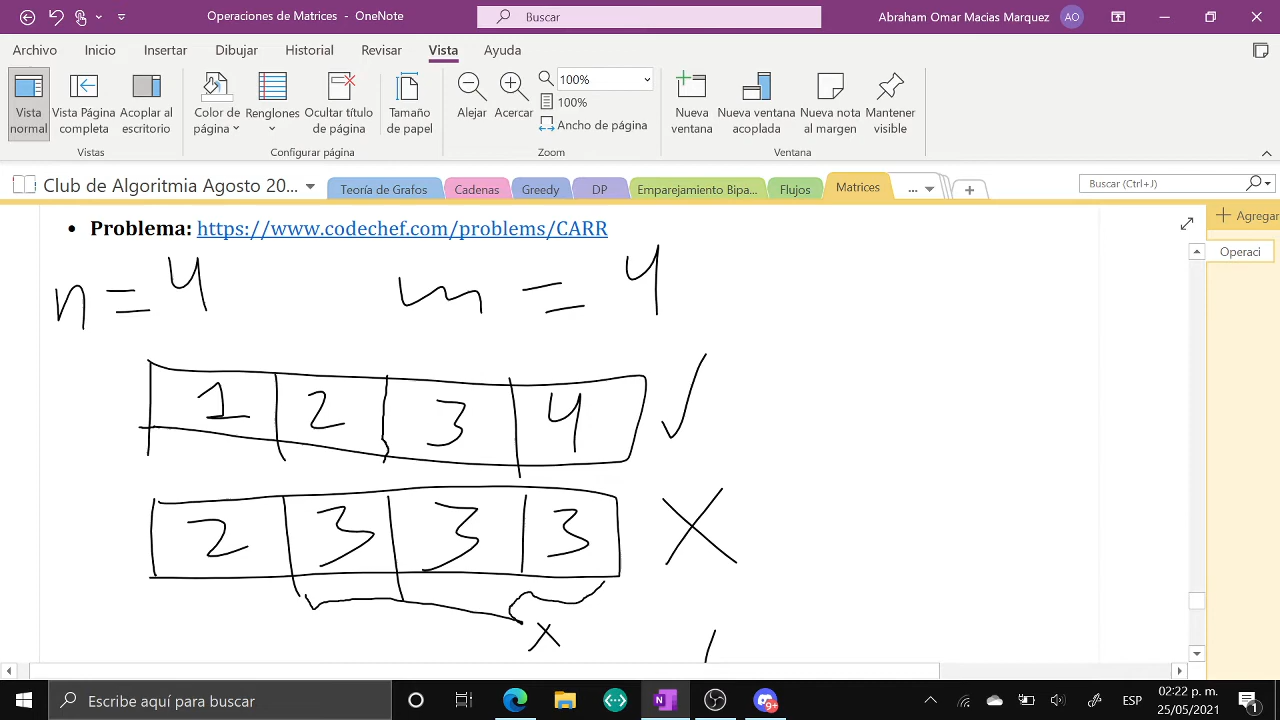 Operaciones de Matrices - OneNote
Buscar
Abraham Omar Macias Marquez
AO
Archivo Inicio Insertar Dibujar Historial Revisar Vista Ayuda
Vista normal
Vista Página completa
Acoplar al escritorio
Vistas
Color de página
Renglones
Ocultar título de página
Tamaño de papel
Configurar página
Alejar
Acercar
100%
100%
Ancho de página
Zoom
Nueva ventana
Nueva ventana acoplada
Nueva nota al margen
Mantener visible
Ventana
Club de Algoritmia Agosto 20...
Teoría de Grafos
Cadenas
Greedy
DP
Emparejamiento Bipa...
Flujos
Matrices
...
Buscar (Ctrl+J)
• Problema: https://www.codechef.com/problems/CARR
Agregar
Operaci
n = 4 m = 4
1 2 3 4 ✓
2 3 3 3 X
x
Escribe aquí para buscar
9+
ESP
02:22 p. m.
25/05/2021
1